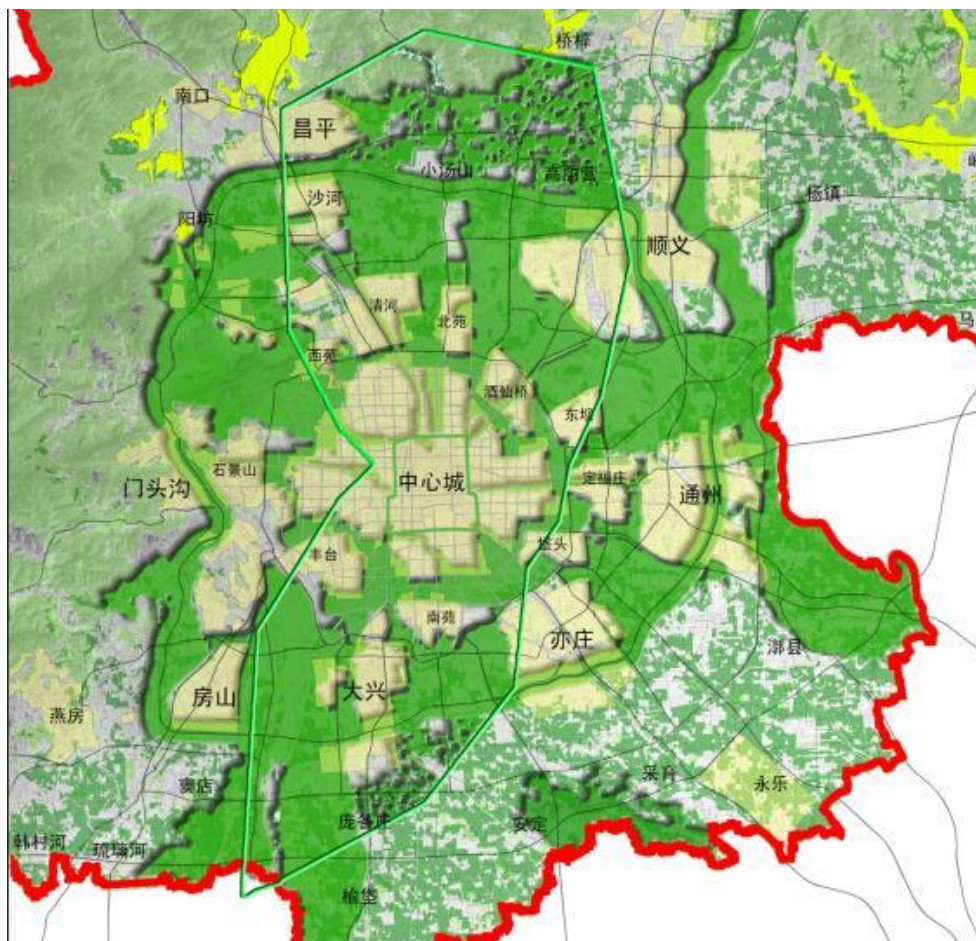 桥梓
南口
昌平
小汤山
高丽营
沙河
杨镇
阳坊
顺义
清河
北苑
马
西苑
酒仙桥
东坝
石景山
中心城
定福庄
门头沟
通州
丰台
垡头
南苑
亦庄
漷县
房山
大兴
燕房
采育
永乐
窦店
庞各庄
安定
韩村河
琉璃河
榆垡